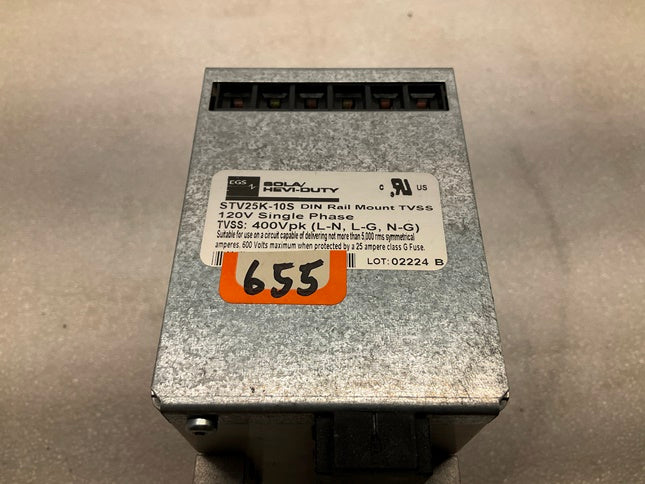 EGS
SOLA/
HEVI-DUTY
c RU US
STV25K-10S DIN Rail Mount TVSS
120V Single Phase
TVSS: 400Vpk (L-N, L-G, N-G)
Suitable for use on a circuit capable of delivering not more than 5,000 rms symmetrical
amperes. 600 Volts maximum when protected by a 25 ampere class G Fuse.
LOT: 02224 B
655